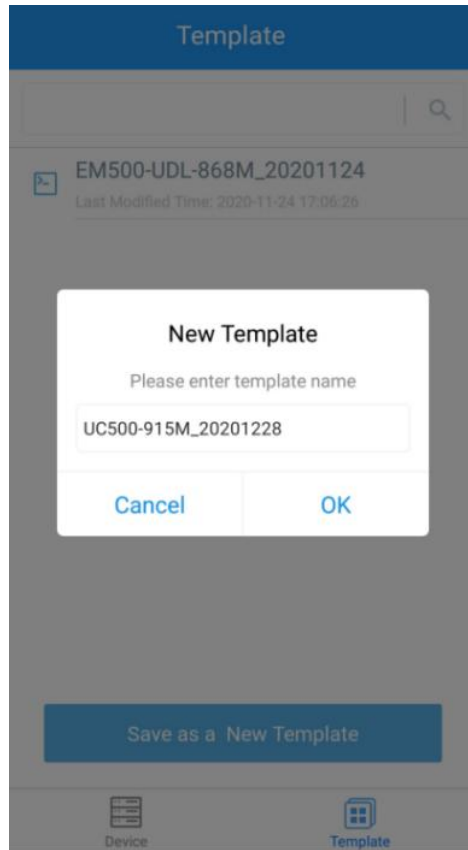 Template
EM500-UDL-868M_20201124
Last Modified Time: 2020-11-24 17:06:26
New Template
Please enter template name
UC500-915M_20201228
Cancel OK
Save as a New Template
Device Template